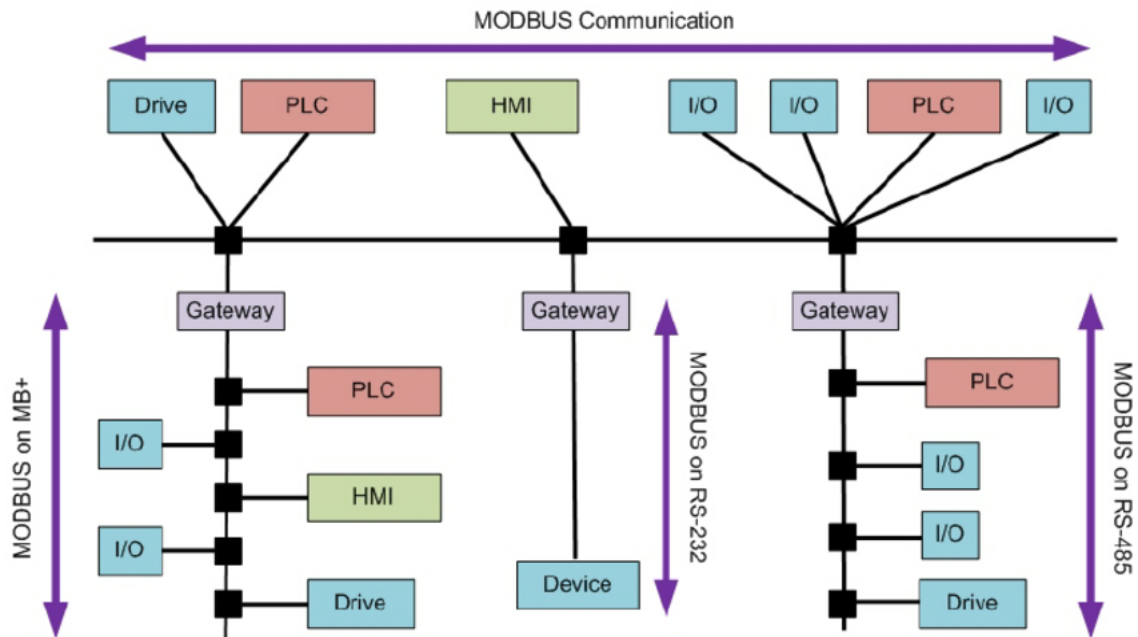 MODBUS Communication
Drive
PLC
HMI
I/O
I/O
PLC
I/O
Gateway
Gateway
Gateway
MODBUS on MB+
PLC
I/O
HMI
I/O
Drive
Device
MODBUS on RS-232
PLC
I/O
I/O
Drive
MODBUS on RS-485